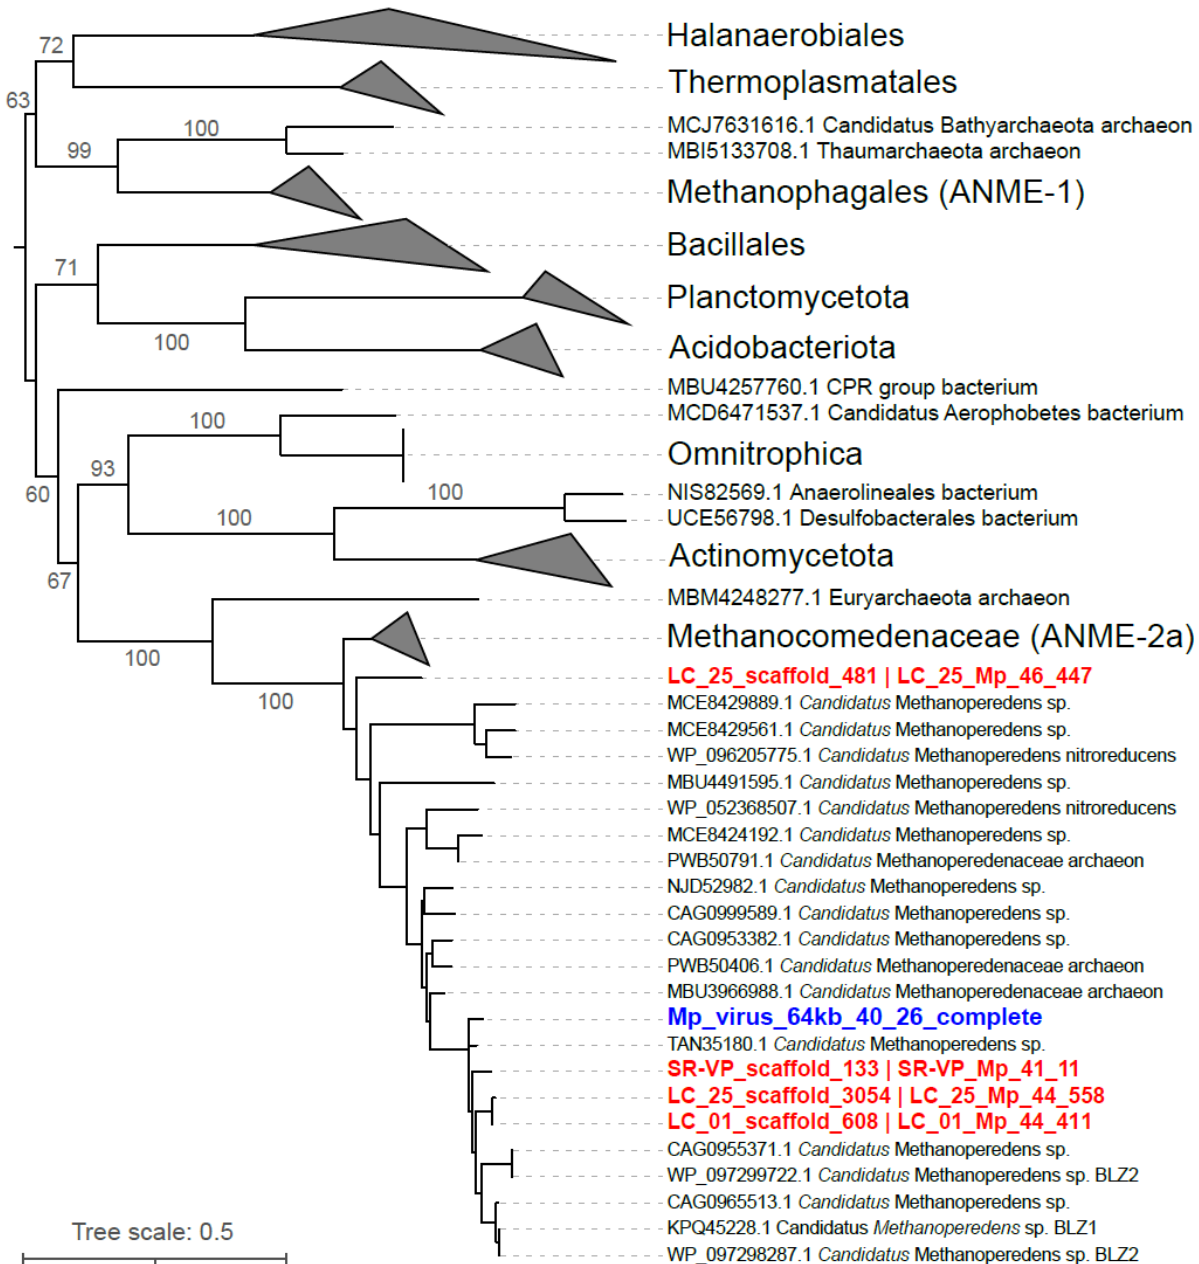 72
Halanaerobiales
Thermoplasmatales
63
100
MCJ7631616.1 Candidatus Bathyarchaeota archaeon
99
MBI5133708.1 Thaumarchaeota archaeon
Methanophagales (ANME-1)
Bacillales
71
Planctomycetota
100
Acidobacteriota
MBU4257760.1 CPR group bacterium
100
MCD6471537.1 Candidatus Aerophobetes bacterium
Omnitrophica
93
60
100
NIS82569.1 Anaerolineales bacterium
100
UCE56798.1 Desulfobacterales bacterium
Actinomycetota
67
MBM4248277.1 Euryarchaeota archaeon
Methanocomedenaceae (ANME-2a)
100
LC_25_scaffold_481 | LC_25_Mp_46_447
100
MCE8429889.1 Candidatus Methanoperedens sp.
MCE8429561.1 Candidatus Methanoperedens sp.
WP_096205775.1 Candidatus Methanoperedens nitroreducens
MBU4491595.1 Candidatus Methanoperedens sp.
WP_052368507.1 Candidatus Methanoperedens nitroreducens
MCE8424192.1 Candidatus Methanoperedens sp.
PWB50791.1 Candidatus Methanoperedenaceae archaeon
NJD52982.1 Candidatus Methanoperedens sp.
CAG0999589.1 Candidatus Methanoperedens sp.
CAG0953382.1 Candidatus Methanoperedens sp.
PWB50406.1 Candidatus Methanoperedenaceae archaeon
MBU3966988.1 Candidatus Methanoperedenaceae archaeon
Mp_virus_64kb_40_26_complete
TAN35180.1 Candidatus Methanoperedens sp.
SR-VP_scaffold_133 | SR-VP_Mp_41_11
LC_25_scaffold_3054 | LC_25_Mp_44_558
LC_01_scaffold_608 | LC_01_Mp_44_411
CAG0955371.1 Candidatus Methanoperedens sp.
WP_097299722.1 Candidatus Methanoperedens sp. BLZ2
CAG0965513.1 Candidatus Methanoperedens sp.
KPQ45228.1 Candidatus Methanoperedens sp. BLZ1
WP_097298287.1 Candidatus Methanoperedens sp. BLZ2
Tree scale: 0.5